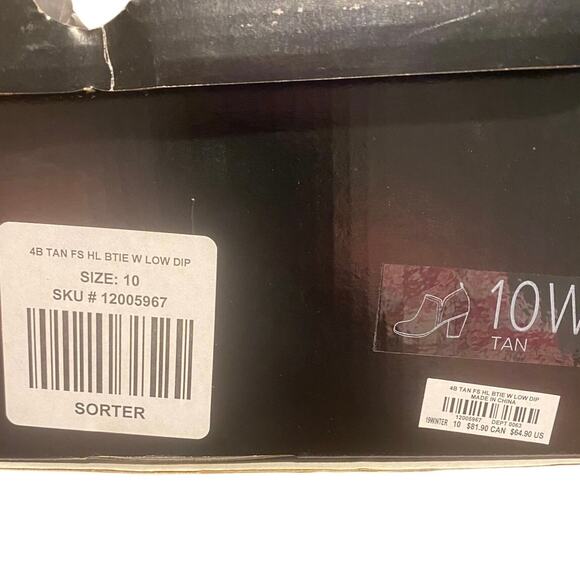 4B TAN FS HL BTIE W LOW DIP
SIZE: 10
SKU # 12005967
SORTER
10W
TAN
4B TAN FS HL BTIE W LOW DIP
MADE IN CHINA
12005967 DEPT 0063
19WINTER 10 $81.90 CAN $64.90 US